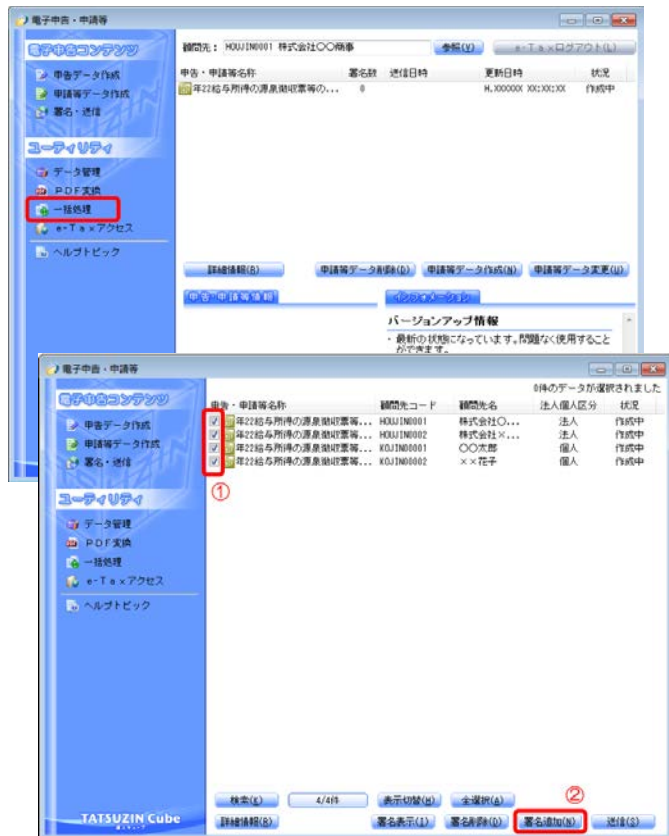 電子申告・申請等
電子申告コンテンツ
申告データ作成
申請等データ作成
署名・送信
ユーティリティ
データ管理
PDF変換
一括処理
e-Taxアクセス
ヘルプトピック
顧問先： HOUJIN0001 株式会社〇〇商事 参照(V) e-Taxログアウト(L)
申告・申請等名称 署名数 送信日時 更新日時 状況
年22給与所得の源泉徴収票等の... 0 H.XXXXXX XX:XX:XX 作成中
詳細情報(B) 申請等データ削除(D) 申請等データ作成(N) 申請等データ変更(U)
申告・申請等情報 インフォメーション
バージョンアップ情報
・最新の状態になっています。問題なく使用すること
ができます。
電子申告・申請等
電子申告コンテンツ
申告データ作成
申請等データ作成
署名・送信
ユーティリティ
データ管理
PDF変換
一括処理
e-Taxアクセス
ヘルプトピック
TATSUZIN Cube
0件のデータが選択されました
申告・申請等名称 顧問先コード 顧問先名 法人個人区分 状況
年22給与所得の源泉徴収票等... HOUJIN0001 株式会社〇... 法人 作成中
年22給与所得の源泉徴収票等... HOUJIN0002 株式会社×... 法人 作成中
年22給与所得の源泉徴収票等... KOJIN00001 〇〇太郎 個人 作成中
年22給与所得の源泉徴収票等... KOJIN00002 ××花子 個人 作成中
①
②
検索(K) 4/4件 表示切替(H) 全選択(A)
詳細情報(B) 署名表示(I) 署名削除(D) 署名追加(N) 送信(S)